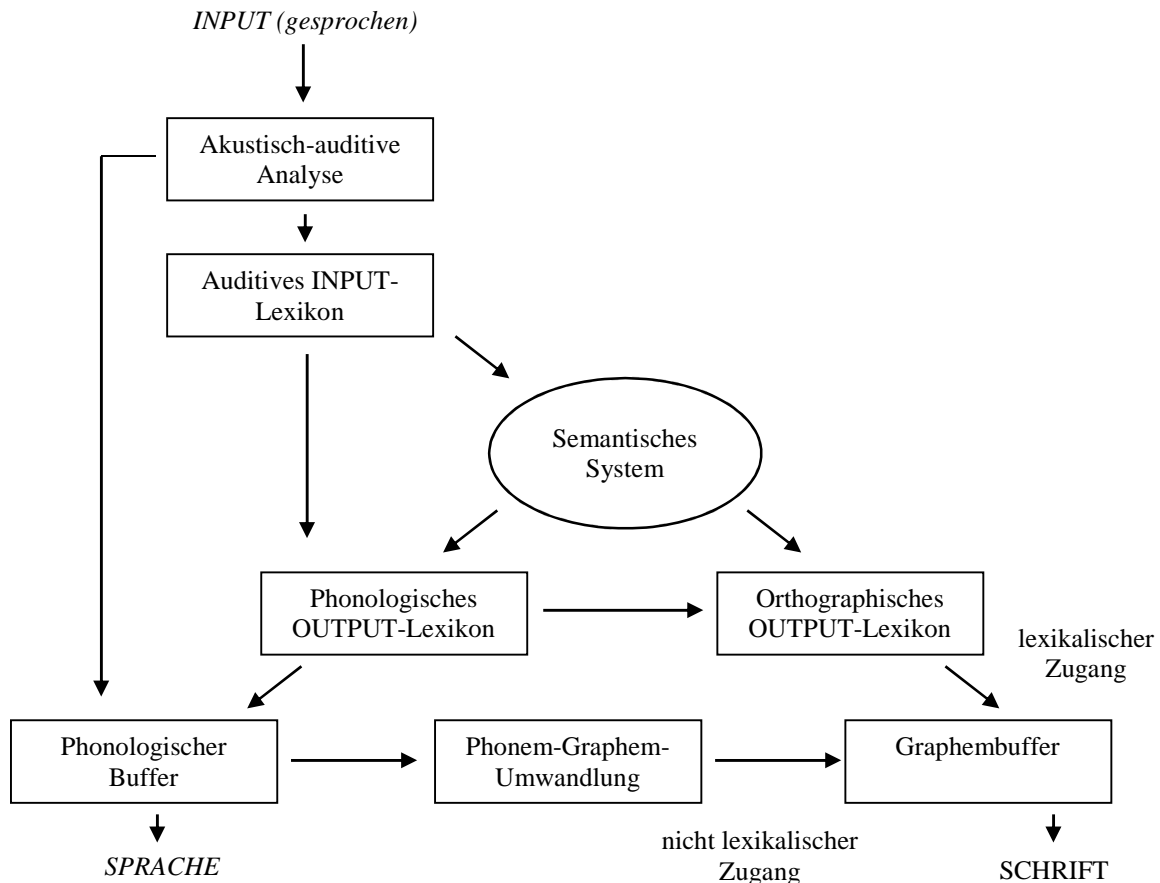 INPUT (gesprochen)
Akustisch-auditive
Analyse
Auditives INPUT-
Lexikon
Semantisches
System
Phonologisches
OUTPUT-Lexikon
Orthographisches
OUTPUT-Lexikon
lexikalischer
Zugang
Phonologischer
Buffer
Phonem-Graphem-
Umwandlung
Graphembuffer
nicht lexikalischer
Zugang
SPRACHE
SCHRIFT